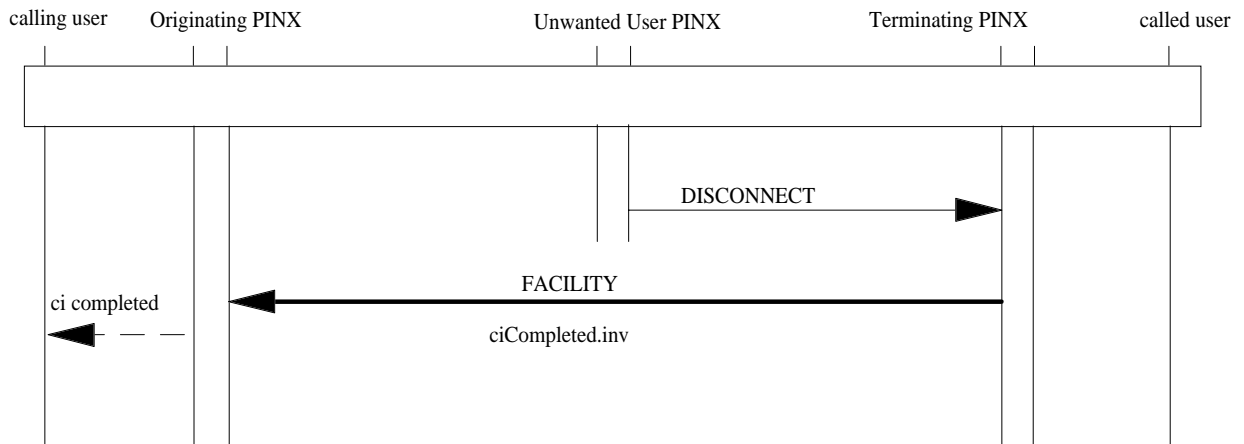 calling user
Originating PINX
Unwanted User PINX
Terminating PINX
called user
DISCONNECT
FACILITY
ci completed
ciCompleted.inv